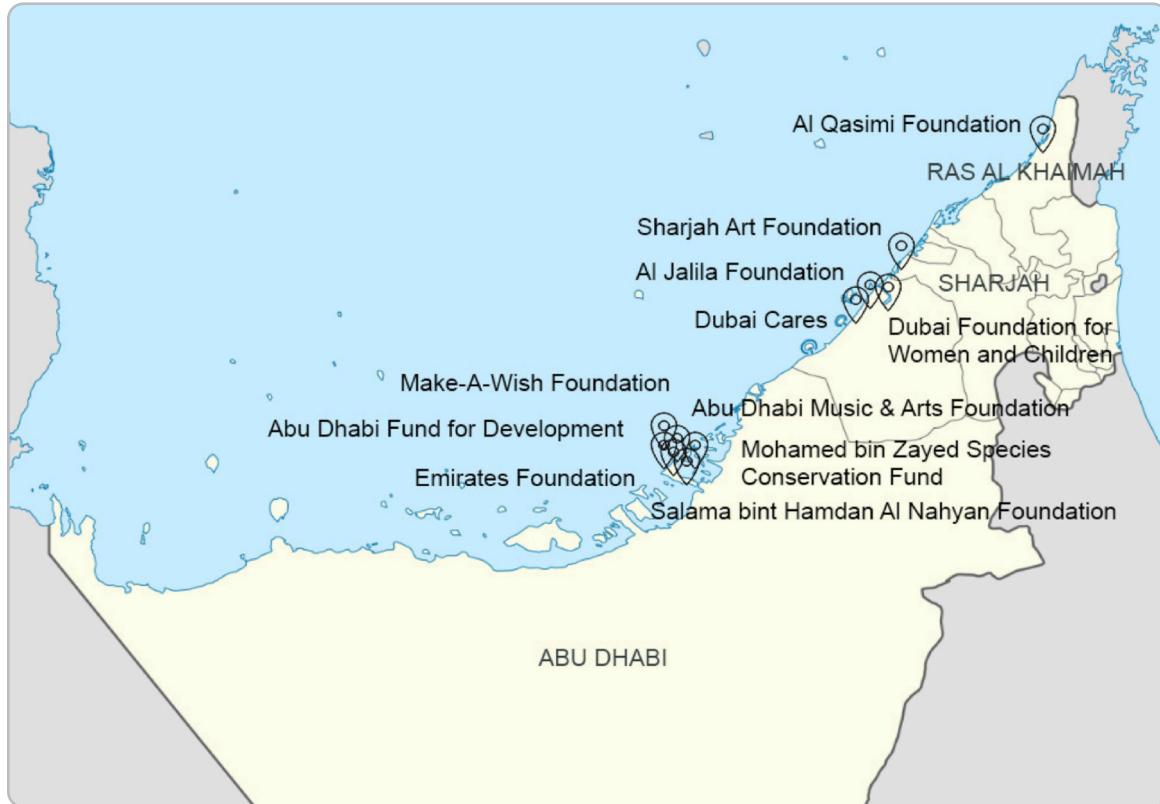 Al Qasimi Foundation
RAS AL KHAIMAH
Sharjah Art Foundation
Al Jalila Foundation
SHARJAH
Dubai Cares
Dubai Foundation for
Women and Children
Make-A-Wish Foundation
Abu Dhabi Music & Arts Foundation
Abu Dhabi Fund for Development
Mohamed bin Zayed Species
Conservation Fund
Emirates Foundation
Salama bint Hamdan Al Nahyan Foundation
ABU DHABI